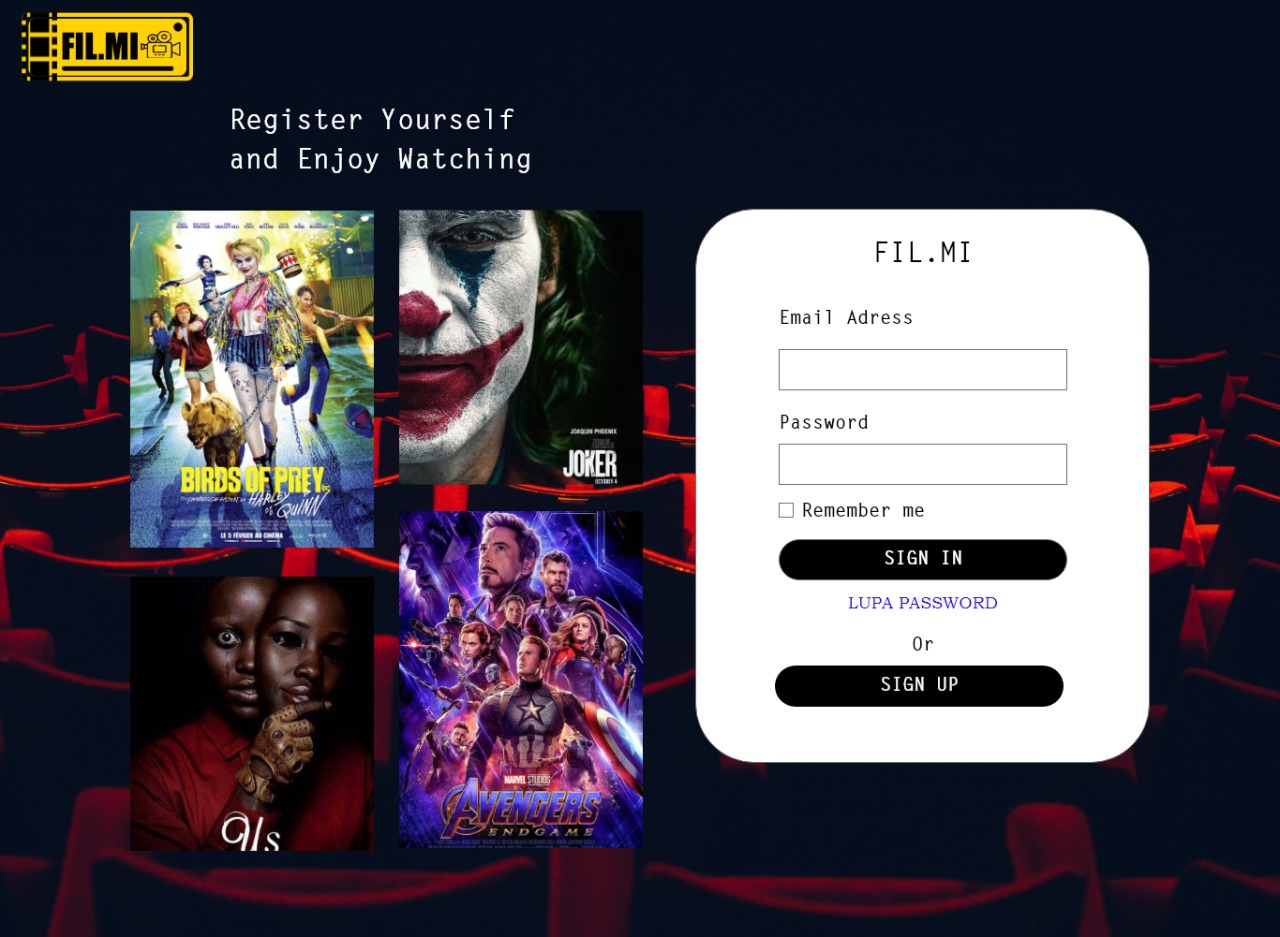 FIL.MI
Register Yourself
and Enjoy Watching
BIRDS OF PREY
HARLEY
QUINN
LE 5 FÉVRIER AU CINÉMA
JOAQUIN PHOENIX
JOKER
OCTOBER 4
Us
MARVEL STUDIOS
AVENGERS
ENDGAME
FIL.MI
Email Adress
Password
Remember me
SIGN IN
LUPA PASSWORD
Or
SIGN UP